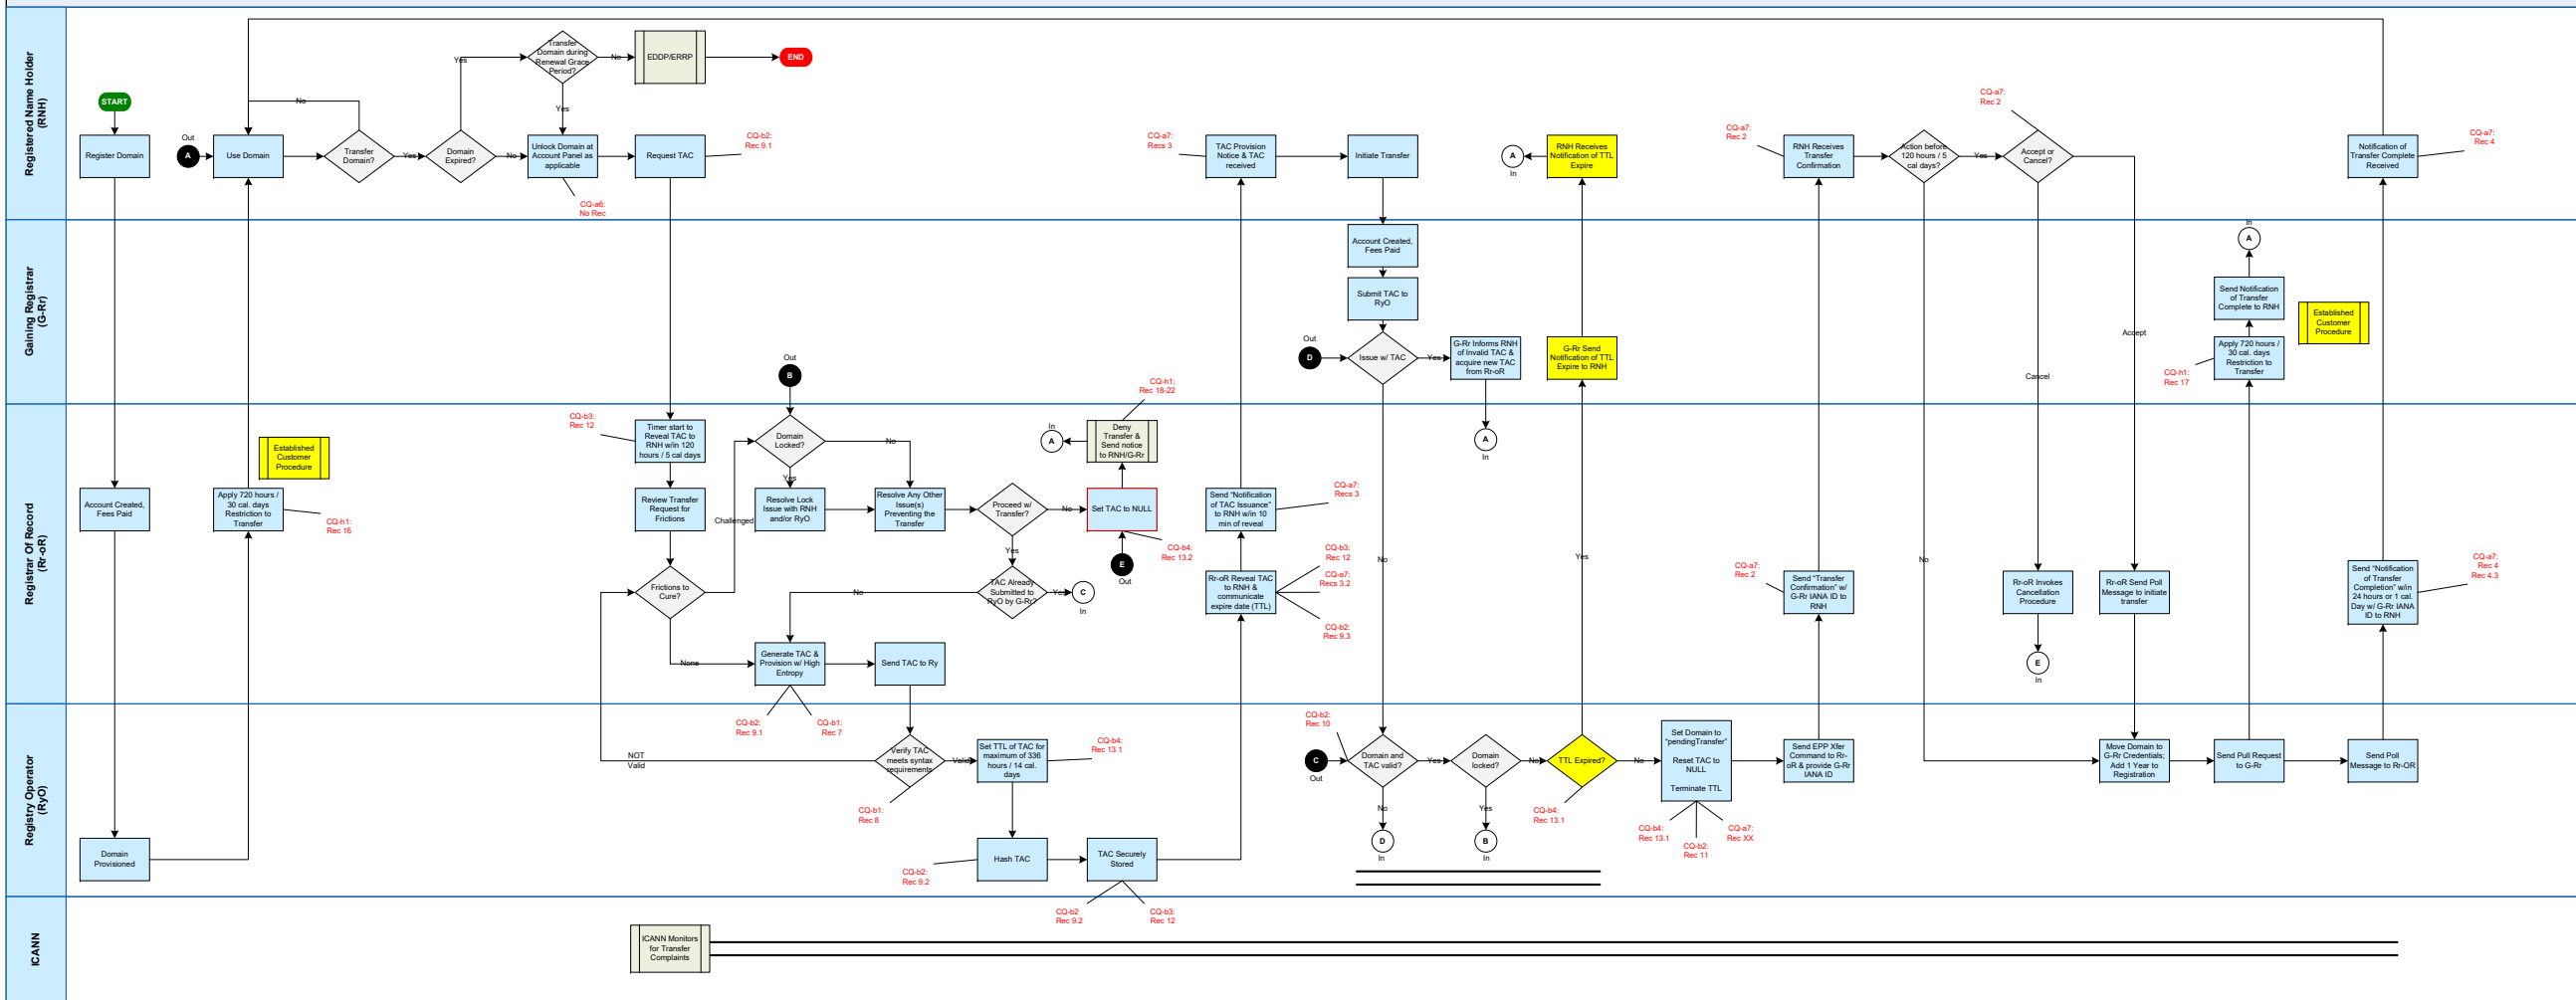 Registered Name Holder
(RNH)
START
Register Domain
Out
A
Use Domain
No
Transfer
Domain?
Yes
Domain
Expired?
Yes
No
Transfer
Domain during
Renewal Grace
Period?
No
Yes
EDDP/ERRP
END
Unlock Domain at
Account Panel as
applicable
CQ-a6:
No Rec
Request TAC
CQ-b2:
Rec 9.1
CQ-a7:
Recs 3
TAC Provision
Notice & TAC
received
Initiate Transfer
A
In
RNH Receives
Notification of TTL
Expire
CQ-a7:
Rec 2
RNH Receives
Transfer
Confirmation
Action before
120 hours / 5
cal days?
Yes
CQ-a7:
Rec 2
Accept or
Cancel?
Notification of
Transfer Complete
Received
CQ-a7:
Rec 4
Gaining Registrar
(G-Rr)
Account Created,
Fees Paid
Submit TAC to
RyO
Out
D
Issue w/ TAC
Yes
G-Rr Informs RNH
of Invalid TAC &
acquire new TAC
from Rr-oR
G-Rr Send
Notification of TTL
Expire to RNH
Cancel
Accept
In
A
Send Notification
of Transfer
Complete to RNH
Apply 720 hours /
30 cal. days
Restriction to
Transfer
CQ-h1:
Rec 17
Established
Customer
Procedure
Out
B
CQ-h1:
Rec 18-22
Registrar Of Record
(Rr-oR)
Account Created,
Fees Paid
Established
Customer
Procedure
Apply 720 hours /
30 cal. days
Restriction to
Transfer
CQ-h1:
Rec 16
CQ-b3:
Rec 12
Timer start to
Reveal TAC to
RNH w/in 120
hours / 5 cal days
Review Transfer
Request for
Frictions
Frictions to
Cure?
Challenged
None
Domain
Locked?
No
Yes
Resolve Lock
Issue with RNH
and/or RyO
Resolve Any Other
Issue(s)
Preventing the
Transfer
Proceed w/
Transfer?
No
Yes
Set TAC to NULL
In
A
Deny
Transfer &
Send notice
to RNH/G-Rr
CQ-b4:
Rec 13.2
E
Out
TAC Already
Submitted to
RyO by G-Rr?
No
Yes
C
In
Generate TAC &
Provision w/ High
Entropy
Send TAC to Ry
CQ-b2:
Rec 9.1
CQ-b1:
Rec 7
Send "Notification
of TAC Issuance"
to RNH w/in 10
min of reveal
CQ-a7:
Recs 3
Rr-oR Reveal TAC
to RNH &
communicate
expire date (TTL)
CQ-b3:
Rec 12
CQ-a7:
Recs 3.2
CQ-b2:
Rec 9.3
A
In
No
Yes
CQ-a7:
Rec 2
Send "Transfer
Confirmation" w/
G-Rr IANA ID to
RNH
No
Rr-oR Invokes
Cancellation
Procedure
E
In
Rr-oR Send Poll
Message to initiate
transfer
Send "Notification
of Transfer
Completion" w/in
24 hours or 1 cal.
Day w/ G-Rr IANA
ID to RNH
CQ-a7:
Rec 4
Rec 4.3
Registry Operator
(RyO)
Domain
Provisioned
NOT
Valid
Verify TAC
meets syntax
requirements
Valid
CQ-b1:
Rec 8
Set TTL of TAC for
maximum of 336
hours / 14 cal.
days
CQ-b4:
Rec 13.1
Hash TAC
CQ-b2:
Rec 9.2
TAC Securely
Stored
CQ-b2
Rec 9.2
CQ-b3:
Rec 12
CQ-b2:
Rec 10
C
Out
Domain and
TAC valid?
Yes
No
D
In
Domain
locked?
No
Yes
B
In
TTL Expired?
No
CQ-b4:
Rec 13.1
Set Domain to
"pendingTransfer"
Reset TAC to
NULL
Terminate TTL
CQ-b4:
Rec 13.1
CQ-b2:
Rec 11
CQ-a7:
Rec XX
Send EPP Xfer
Command to Rr-
oR & provide G-Rr
IANA ID
Move Domain to
G-Rr Credentials;
Add 1 Year to
Registration
Send Pull Request
to G-Rr
Send Poll
Message to Rr-OR
ICANN
ICANN Monitors
for Transfer
Complaints